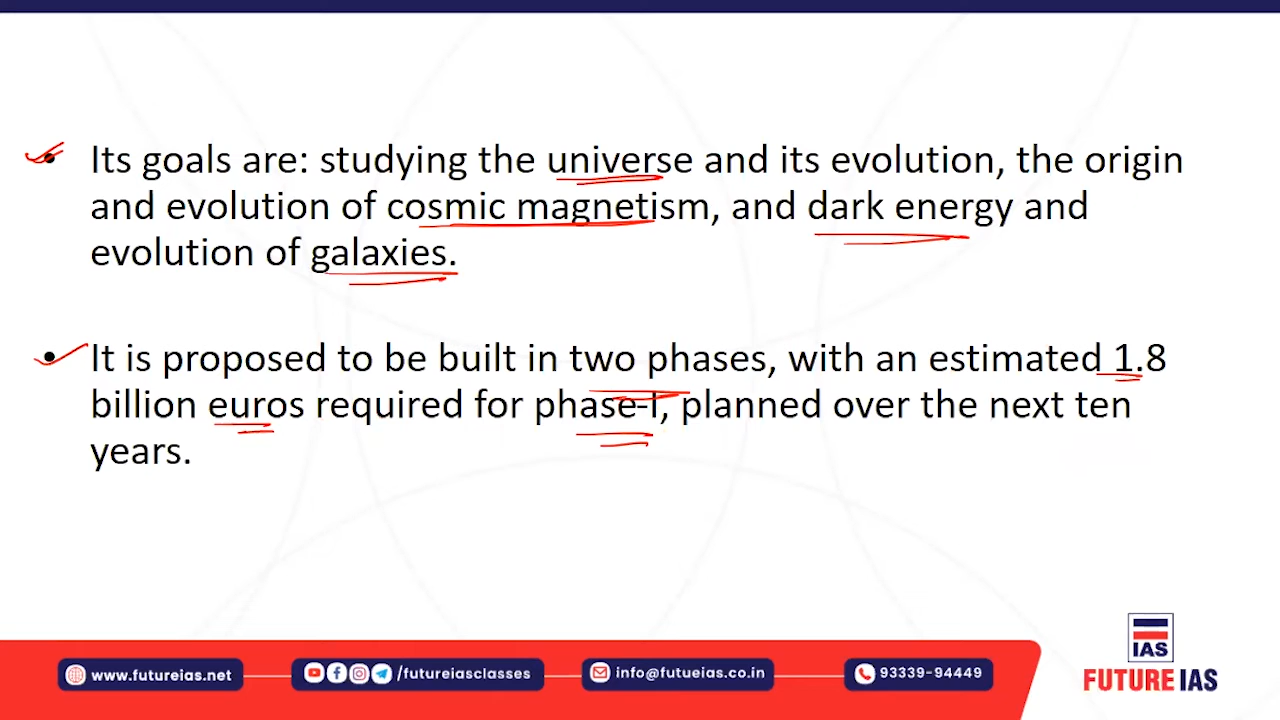 • Its goals are: studying the universe and its evolution, the origin
and evolution of cosmic magnetism, and dark energy and
evolution of galaxies.
• It is proposed to be built in two phases, with an estimated 1.8
billion euros required for phase-I, planned over the next ten
years.
IAS
www.futureias.net
/futureiasclasses
info@futueias.co.in
93339-94449
FUTURE IAS